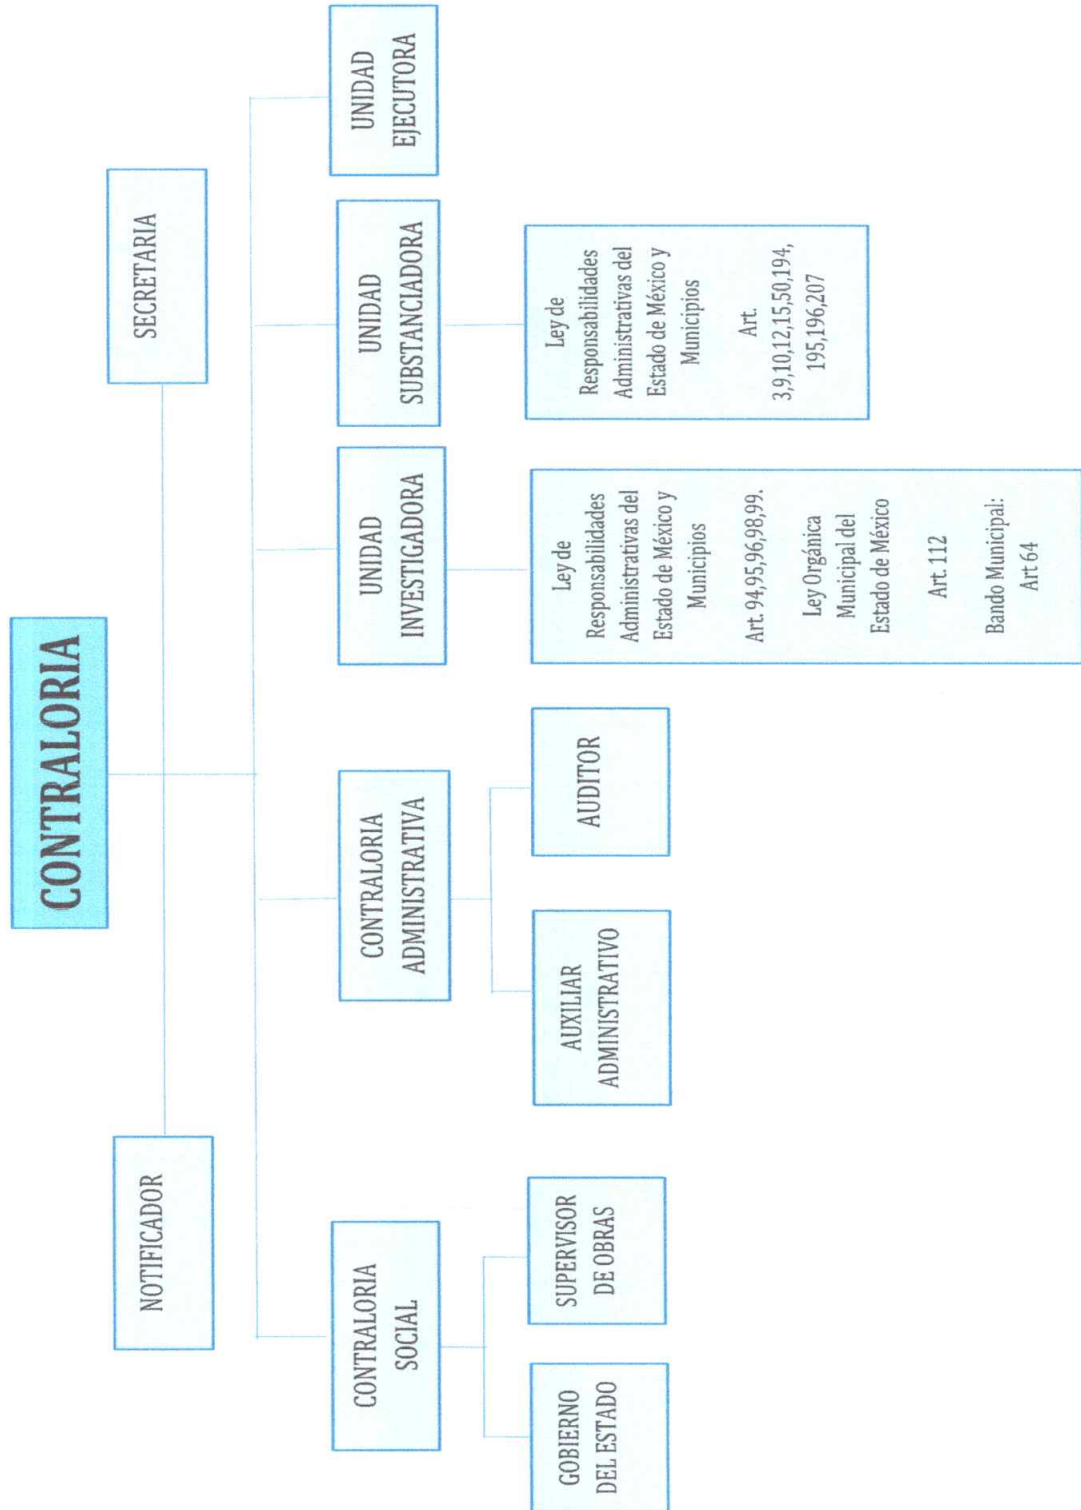 CONTRALORIA
NOTIFICADOR
SECRETARIA
CONTRALORIA
SOCIAL
CONTRALORIA
ADMINISTRATIVA
UNIDAD
INVESTIGADORA
UNIDAD
SUBSTANCIADORA
UNIDAD
EJECUTORA
GOBIERNO
DEL ESTADO
SUPERVISOR
DE OBRAS
AUXILIAR
ADMINISTRATIVO
AUDITOR
Ley de
Responsabilidades
Administrativas del
Estado de México y
Municipios
Art. 94,95,96,98,99.
Ley Orgánica
Municipal del
Estado de México
Art. 112
Bando Municipal:
Art 64
Ley de
Responsabilidades
Administrativas del
Estado de México y
Municipios
Art.
3,9,10,12,15,50,194,
195,196,207